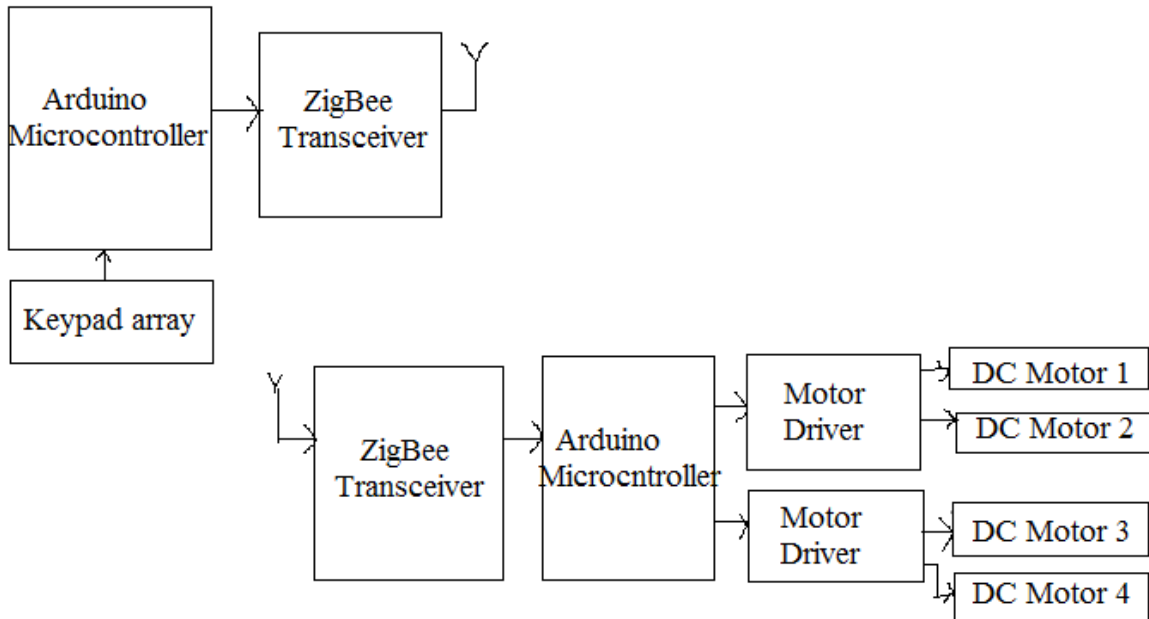 Arduino
Microcontroller
ZigBee
Transceiver
Keypad array
ZigBee
Transceiver
Arduino
Microcntroller
Motor
Driver
DC Motor 1
DC Motor 2
Motor
Driver
DC Motor 3
DC Motor 4